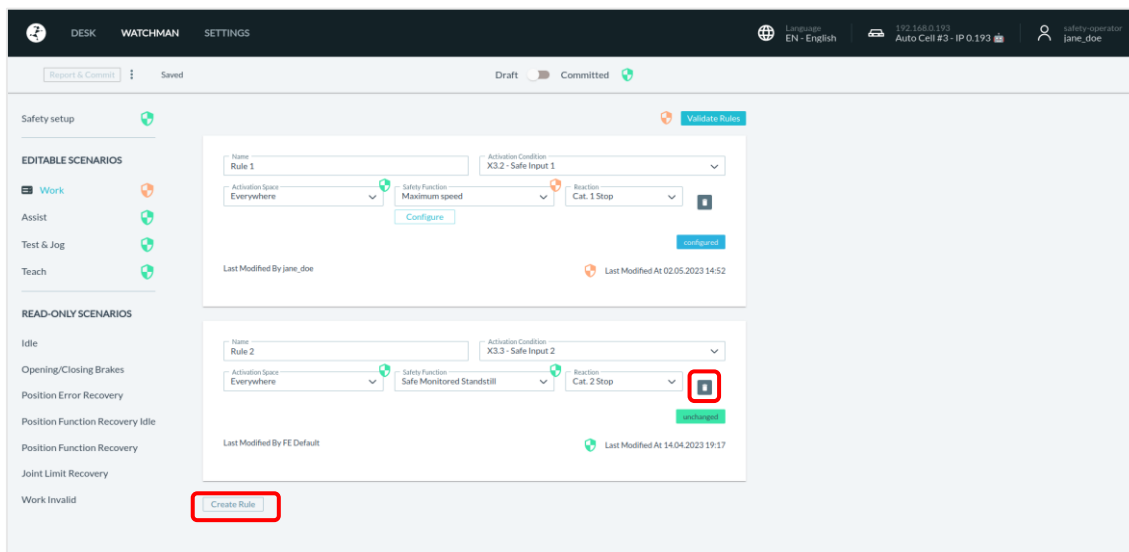 DESK WATCHMAN SETTINGS
Language
EN - English
192.168.0.193
Auto Cell #3 - IP 0.193
safety-operator
jane_doe
Report & Commit Saved Draft Committed
Safety setup
Validate Rules
EDITABLE SCENARIOS
Work
Assist
Test & Jog
Teach
READ-ONLY SCENARIOS
Idle
Opening/Closing Brakes
Position Error Recovery
Position Function Recovery Idle
Position Function Recovery
Joint Limit Recovery
Work Invalid
Name
Rule 1
Activation Condition
X3.2 - Safe Input 1
Activation Space
Everywhere
Safety Function
Maximum speed
Reaction
Cat. 1 Stop
Configure
configured
Last Modified By jane_doe
Last Modified At 02.05.2023 14:52
Name
Rule 2
Activation Condition
X3.3 - Safe Input 2
Activation Space
Everywhere
Safety Function
Safe Monitored Standstill
Reaction
Cat. 2 Stop
unchanged
Last Modified By FE Default
Last Modified At 14.04.2023 19:17
Create Rule